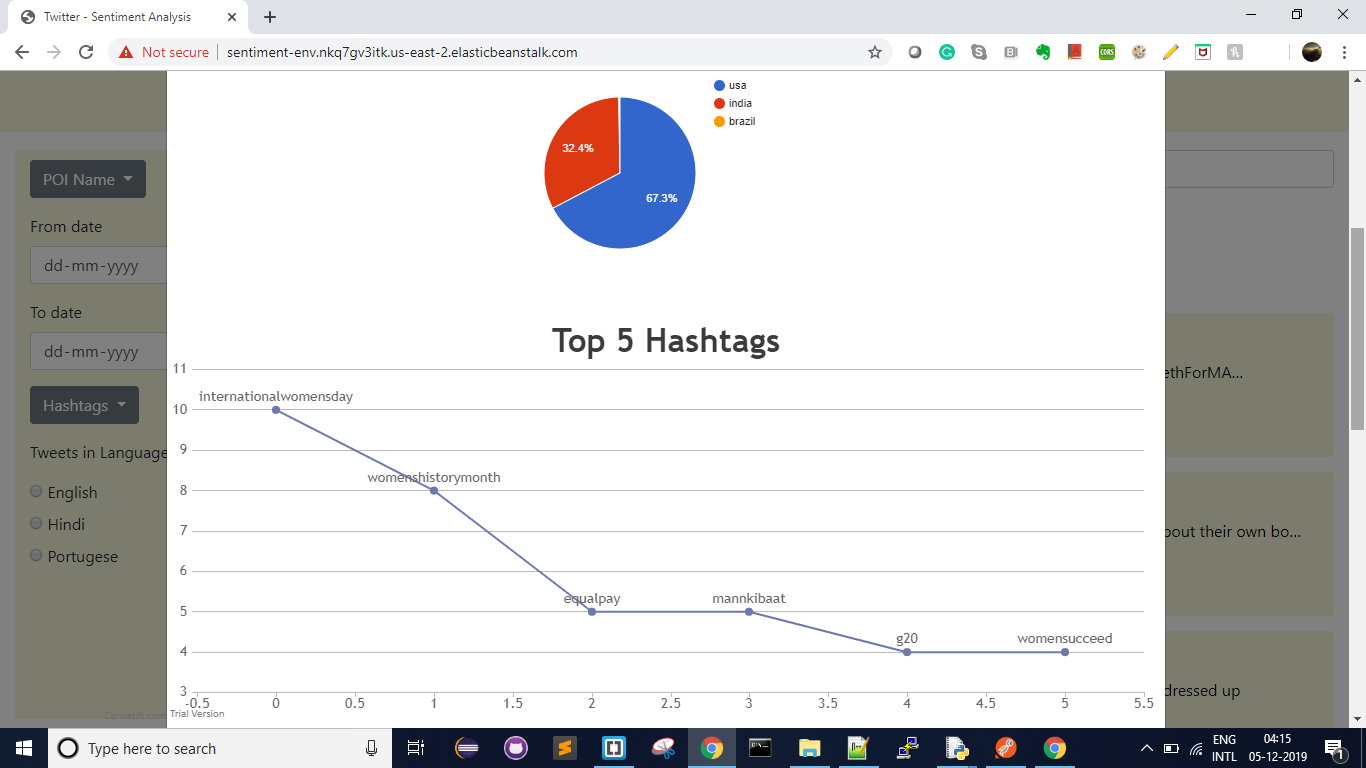 Twitter - Sentiment Analysis
Not secure
sentiment-env.nkq7gv3itk.us-east-2.elasticbeanstalk.com
CORS
usa
india
brazil
32.4%
67.3%
POI Name
From date
dd-mm-yyyy
To date
dd-mm-yyyy
Hashtags
Tweets in Language
English
Hindi
Portugese
ethForMA...
bout their own bo...
dressed up
Top 5 Hashtags
11
10
9
8
7
6
5
4
3
internationalwomensday
womenshistorymonth
equalpay
mannkibaat
g20
womensucceed
-0.5 0 0.5 1 1.5 2 2.5 3 3.5 4 4.5 5 5.5
CanvasJS.com
Trial Version
Type here to search
ENG
INTL
04:15
05-12-2019
1